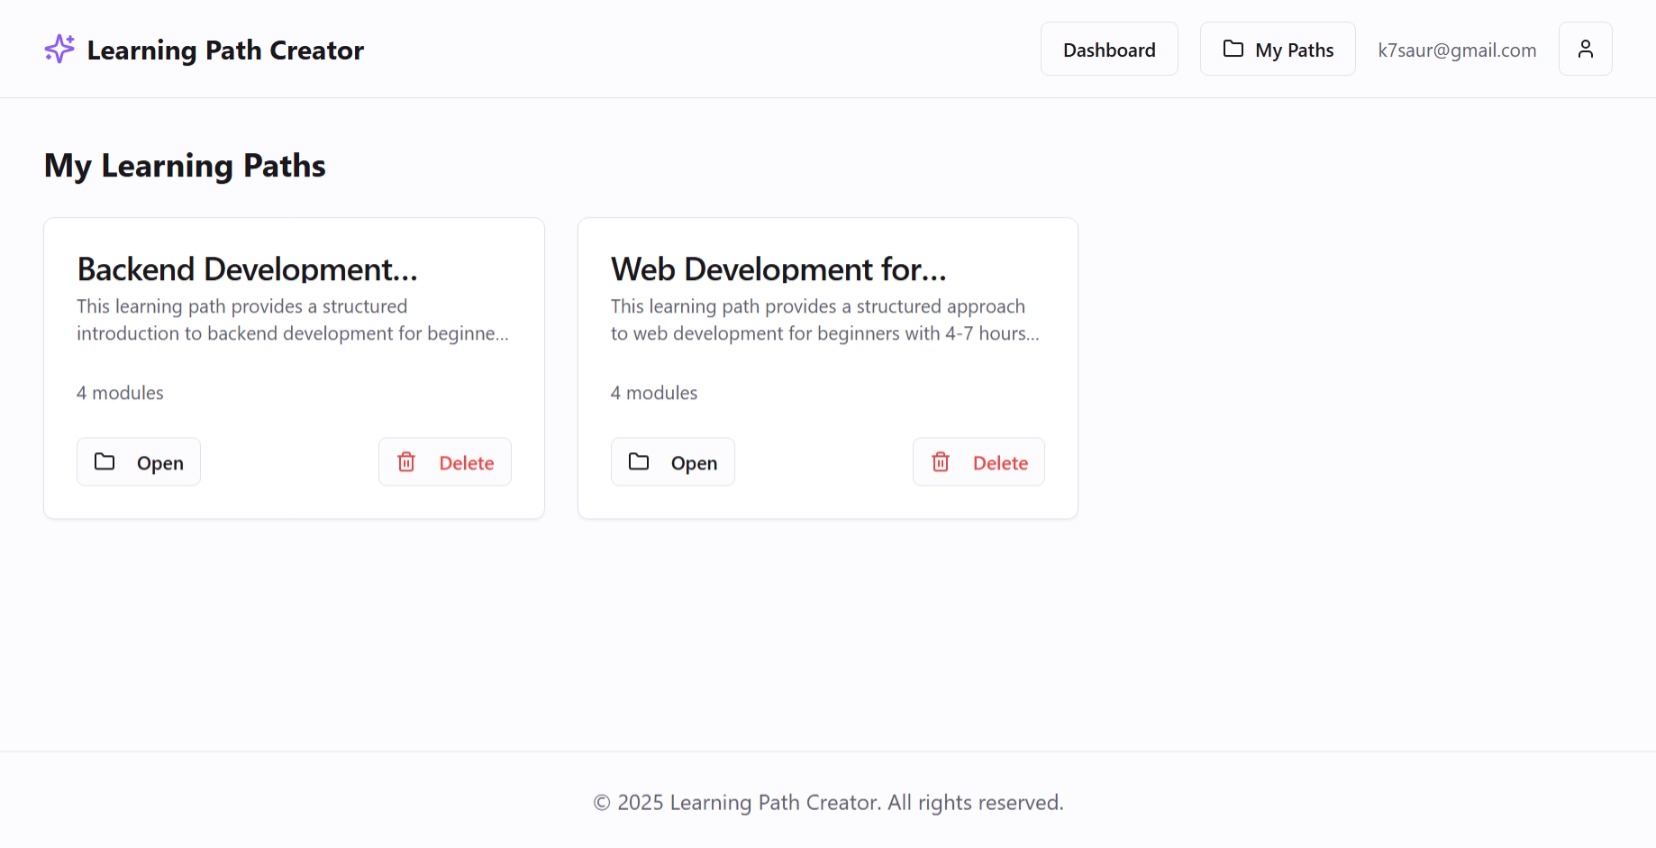 Learning Path Creator
Dashboard
My Paths
k7saur@gmail.com
My Learning Paths
Backend Development...
This learning path provides a structured
introduction to backend development for beginne...
4 modules
Open
Delete
Web Development for...
This learning path provides a structured approach
to web development for beginners with 4-7 hours...
4 modules
Open
Delete
© 2025 Learning Path Creator. All rights reserved.